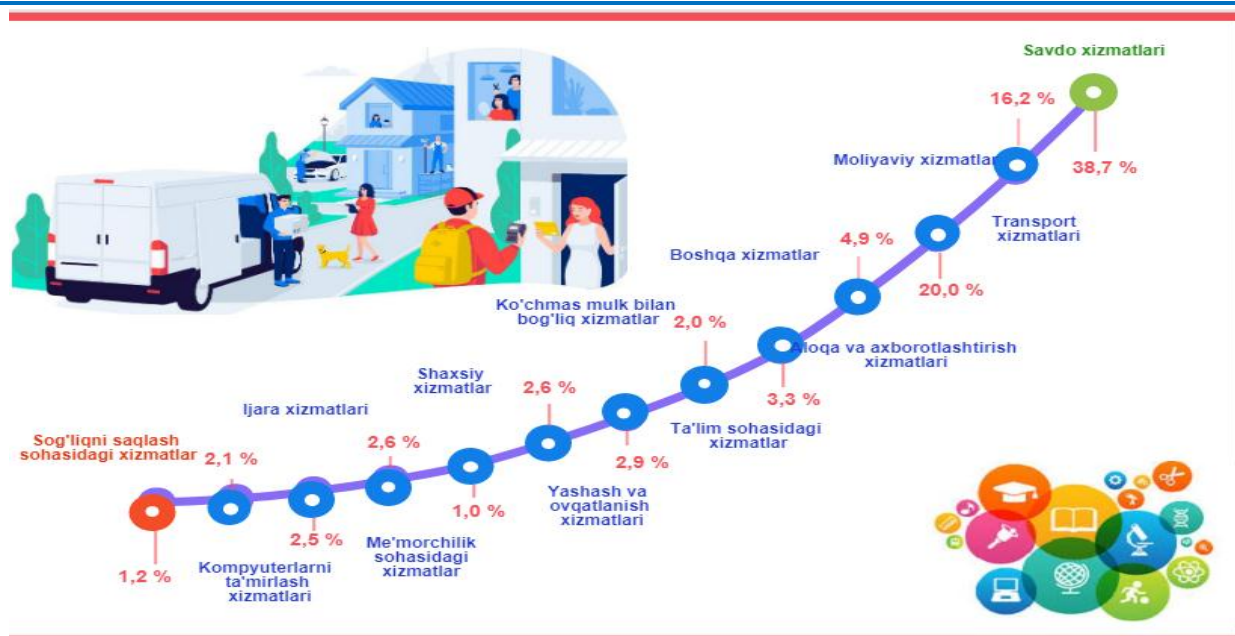 Savdo xizmatlari
16,2 %
38,7 %
Moliyaviy xizmatlar
Transport
xizmatlari
4,9 %
20,0 %
Boshqa xizmatlar
Aloqa va axborotlashtirish
xizmatlari
Ko'chmas mulk bilan
bog'liq xizmatlar
2,0 %
3,3 %
Ta'lim sohasidagi
xizmatlar
Shaxsiy
xizmatlar
2,6 %
2,9 %
Yashash va
ovqatlanish
xizmatlari
Ijara xizmatlari
2,6 %
1,0 %
Me'morchilik
sohasidagi
xizmatlar
Sog'liqni saqlash
sohasidagi xizmatlar
2,1 %
2,5 %
Kompyuterlarni
ta'mirlash
xizmatlari
1,2 %